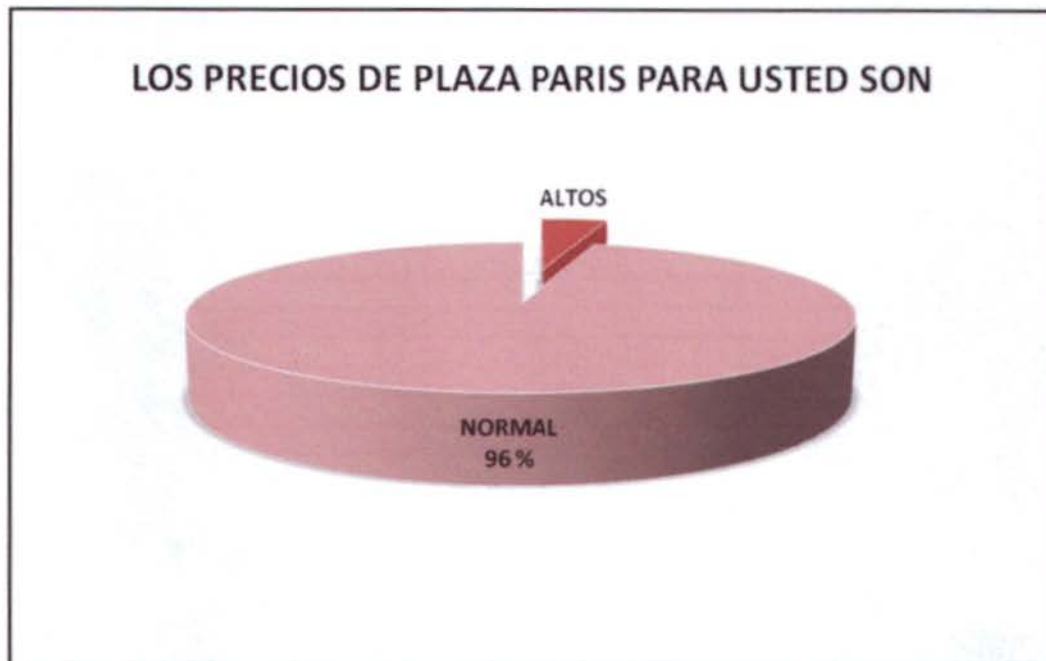 LOS PRECIOS DE PLAZA PARIS PARA USTED SON
ALTOS
NORMAL
96%